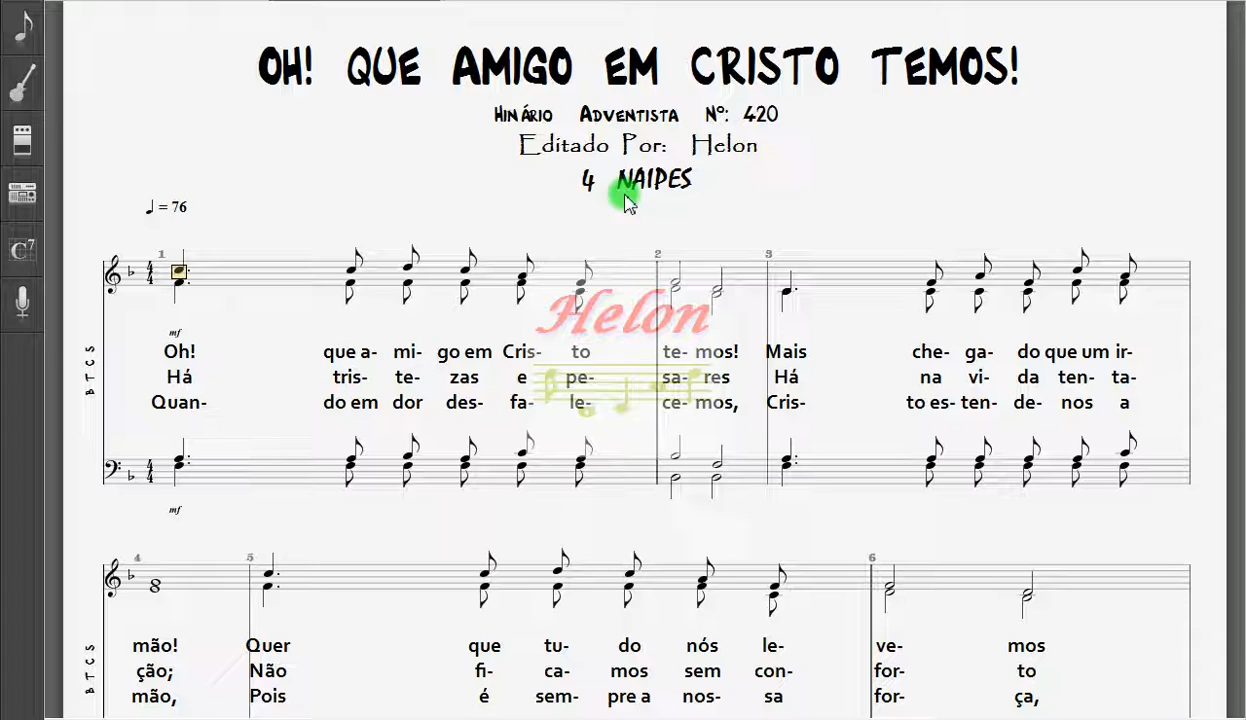 OH! QUE AMIGO EM CRISTO TEMOS!
HINÁRIO ADVENTISTA Nº: 420
Editado Por: Helon
4 NAIPES
♩ = 76
1 2 3
4/4
mf
Helon
B T C S
Oh! que a- mi- go em Cris- to te- mos! Mais che- ga- do que um ir-
Há tris- te- zas e pe- sa- res Há na vi- da ten- ta-
Quan- do em dor des- fa- le- ce- mos, Cris- to es- ten- de- nos a
4/4
mf
4 5 6
B T C S
mão! Quer que tu- do nós le- ve- mos
ção; Não fi- ca- mos sem con- for- to
mão, Pois é sem- pre a nos- sa for- ça,
C7